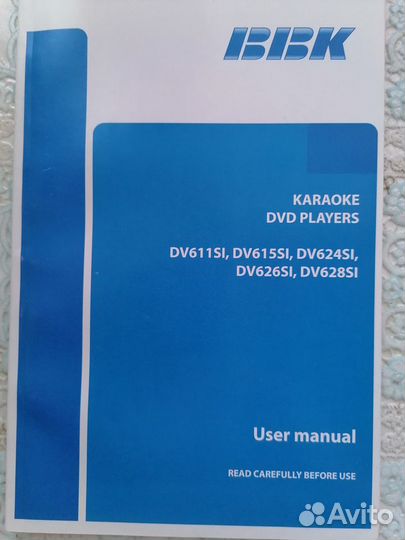 BBK
KARAOKE
DVD PLAYERS
DV611SI, DV615SI, DV624SI,
DV626SI, DV628SI
User manual
READ CAREFULLY BEFORE USE
Avito